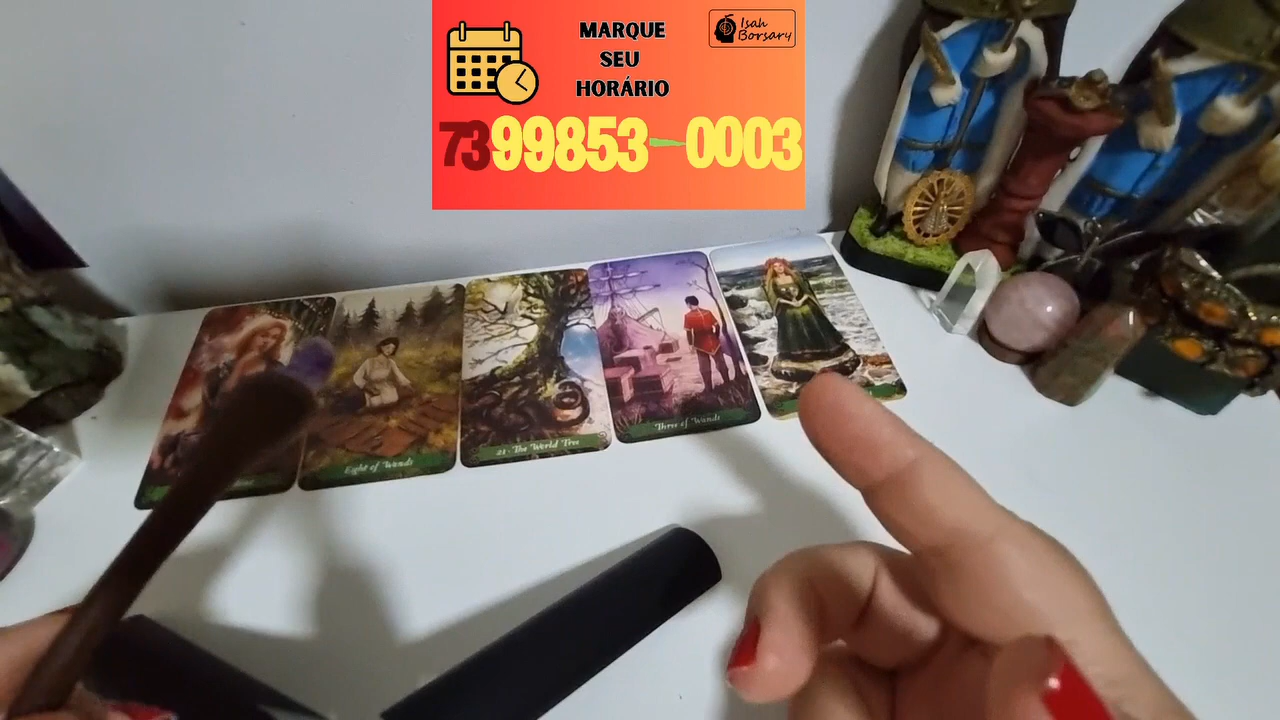 MARQUE
SEU
HORÁRIO
Isah
Borsary
7399853-0003
Eight of Wands
21 · The World Tree
Three of Wands